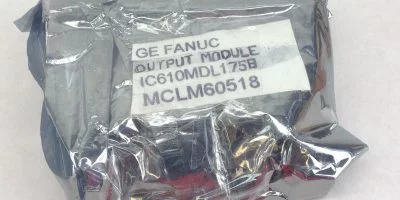 GE FANUC
OUTPUT MODULE
IC610MDL175B
MCLM60518